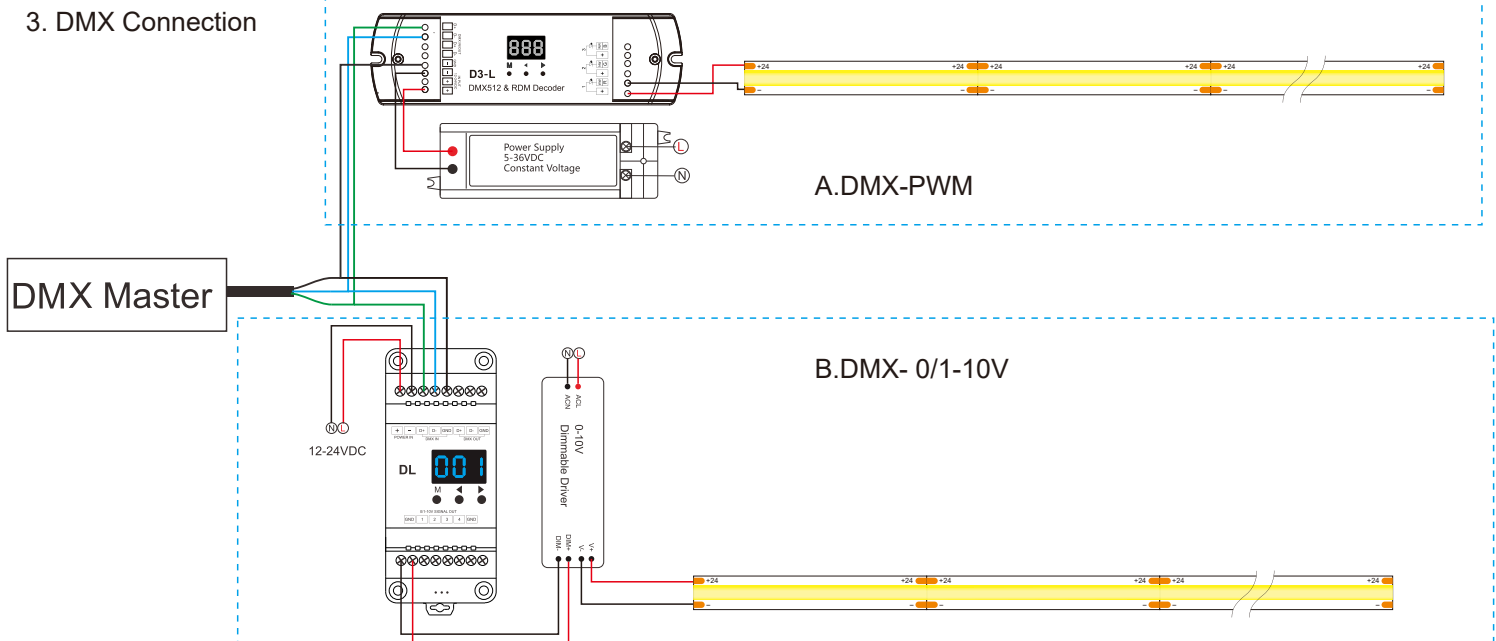 3. DMX Connection
888
M ◄ ►
D3-L
DMX512 & RDM Decoder
+24 +24 +24 +24 +24 +24
– – – – – –
Power Supply
5-36VDC
Constant Voltage
L
N
A.DMX-PWM
DMX Master
B.DMX- 0/1-10V
N L
12-24VDC
+ – D+ D- GND D+ D- GND
POWER IN DMX IN DMX OUT
DL
001
M ◄ ►
0/1-10V SIGNAL OUT
GND 1 2 3 4 GND
N L
ACN ACL
0-10V
Dimmable Driver
DIM- DIM+ V- V+
+24 +24 +24 +24 +24 +24
– – – – – –